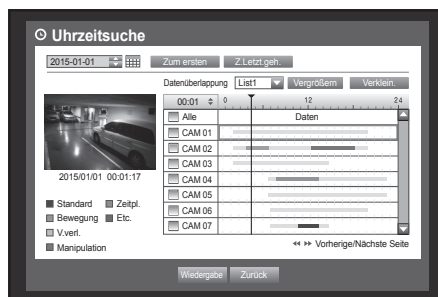 Uhrzeitsuche
2015-01-01 Zum ersten Z.Letzt.geh.
Datenüberlappung List1 Vergrößern Verklein.
00:01 0 12 24
Alle Daten
CAM 01
CAM 02
CAM 03
CAM 04
CAM 05
CAM 06
CAM 07
2015/01/01 00:01:17
Standard Zeitpl.
Bewegung Etc.
V.verl.
Manipulation
Vorherige/Nächste Seite
Wiedergabe Zurück